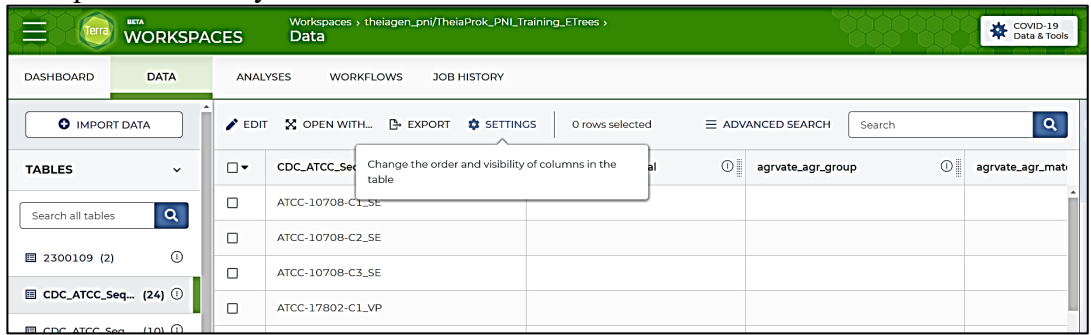 Terra
BETA
WORKSPACES
Workspaces › theiagen_pni/TheiaProk_PNI_Training_ETrees ›
Data
COVID-19
Data & Tools
DASHBOARD DATA ANALYSES WORKFLOWS JOB HISTORY
IMPORT DATA
EDIT OPEN WITH... EXPORT SETTINGS 0 rows selected ADVANCED SEARCH Search
Change the order and visibility of columns in the
table
TABLES
CDC_ATCC_Se agrvate_agr_group agrvate_agr_mat
Search all tables
ATCC-10708-C1_SE
ATCC-10708-C2_SE
2300109 (2)
ATCC-10708-C3_SE
CDC_ATCC_Seq... (24)
ATCC-17802-C1_VP